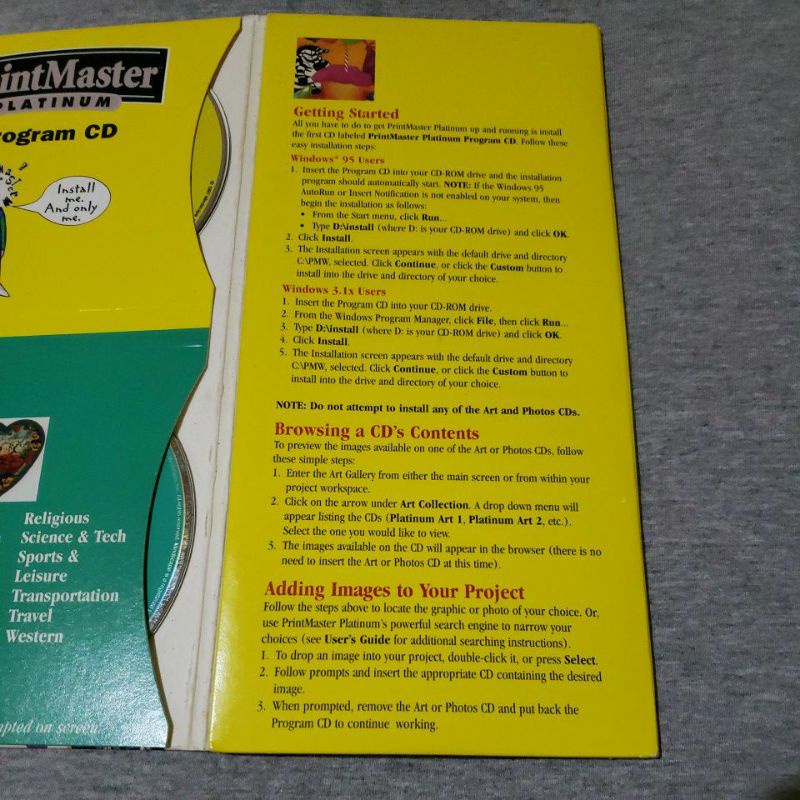 intMaster
PLATINUM
rogram CD
Install
me.
And only
me.
Religious
Science & Tech
Sports &
Leisure
Transportation
Travel
Western
mpted on screen
Getting Started
All you have to do to get PrintMaster Platinum up and running is install
the first CD labeled PrintMaster Platinum Program CD. Follow these
easy installation steps:
Windows® 95 Users
1. Insert the Program CD into your CD-ROM drive and the installation
program should automatically start. NOTE: If the Windows 95
AutoRun or Insert Notification is not enabled on your system, then
begin the installation as follows:
• From the Start menu, click Run...
• Type D:\install (where D: is your CD-ROM drive) and click OK.
2. Click Install.
3. The Installation screen appears with the default drive and directory
C:\PMW, selected. Click Continue, or click the Custom button to
install into the drive and directory of your choice.
Windows 3.1x Users
1. Insert the Program CD into your CD-ROM drive.
2. From the Windows Program Manager, click File, then click Run...
3. Type D:\install (where D: is your CD-ROM drive) and click OK.
4. Click Install.
5. The Installation screen appears with the default drive and directory
C:\PMW, selected. Click Continue, or click the Custom button to
install into the drive and directory of your choice.
NOTE: Do not attempt to install any of the Art and Photos CDs.
Browsing a CD's Contents
To preview the images available on one of the Art or Photos CDs, follow
these simple steps:
1. Enter the Art Gallery from either the main screen or from within your
project workspace.
2. Click on the arrow under Art Collection. A drop down menu will
appear listing the CDs (Platinum Art 1, Platinum Art 2, etc.).
Select the one you would like to view.
3. The images available on the CD will appear in the browser (there is no
need to insert the Art or Photos CD at this time).
Adding Images to Your Project
Follow the steps above to locate the graphic or photo of your choice. Or,
use PrintMaster Platinum's powerful search engine to narrow your
choices (see User's Guide for additional searching instructions).
1. To drop an image into your project, double-click it, or press Select.
2. Follow prompts and insert the appropriate CD containing the desired
image.
3. When prompted, remove the Art or Photos CD and put back the
Program CD to continue working.